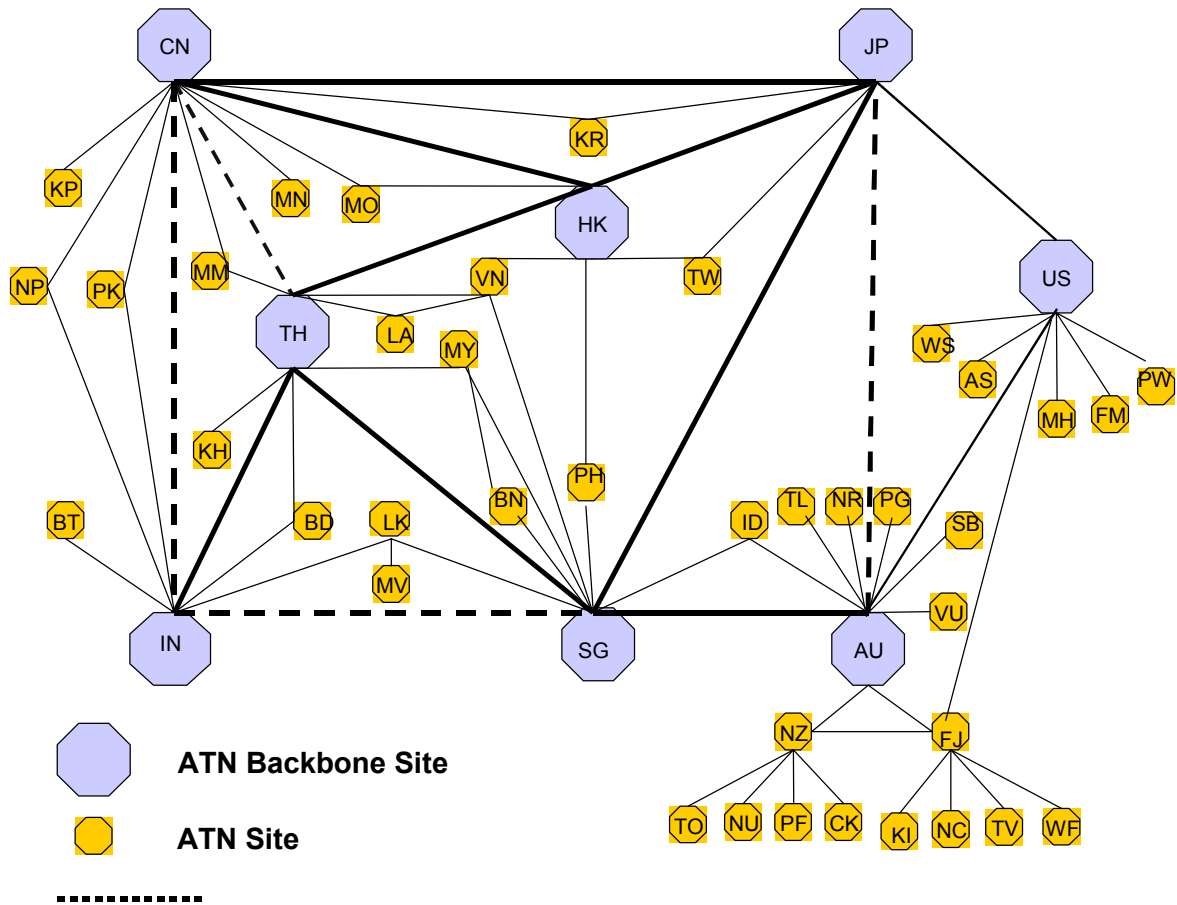 CN
JP
KR
KP
MN
MO
HK
MM
VN
TW
NP
PK
US
TH
LA
MY
WS
AS
PW
MH
FM
KH
PH
BN
TL
NR
PG
BT
BD
LK
ID
SB
MV
VU
IN
SG
AU
NZ
FJ
ATN Backbone Site
TO
NU
PF
CK
KI
NC
TV
WF
ATN Site